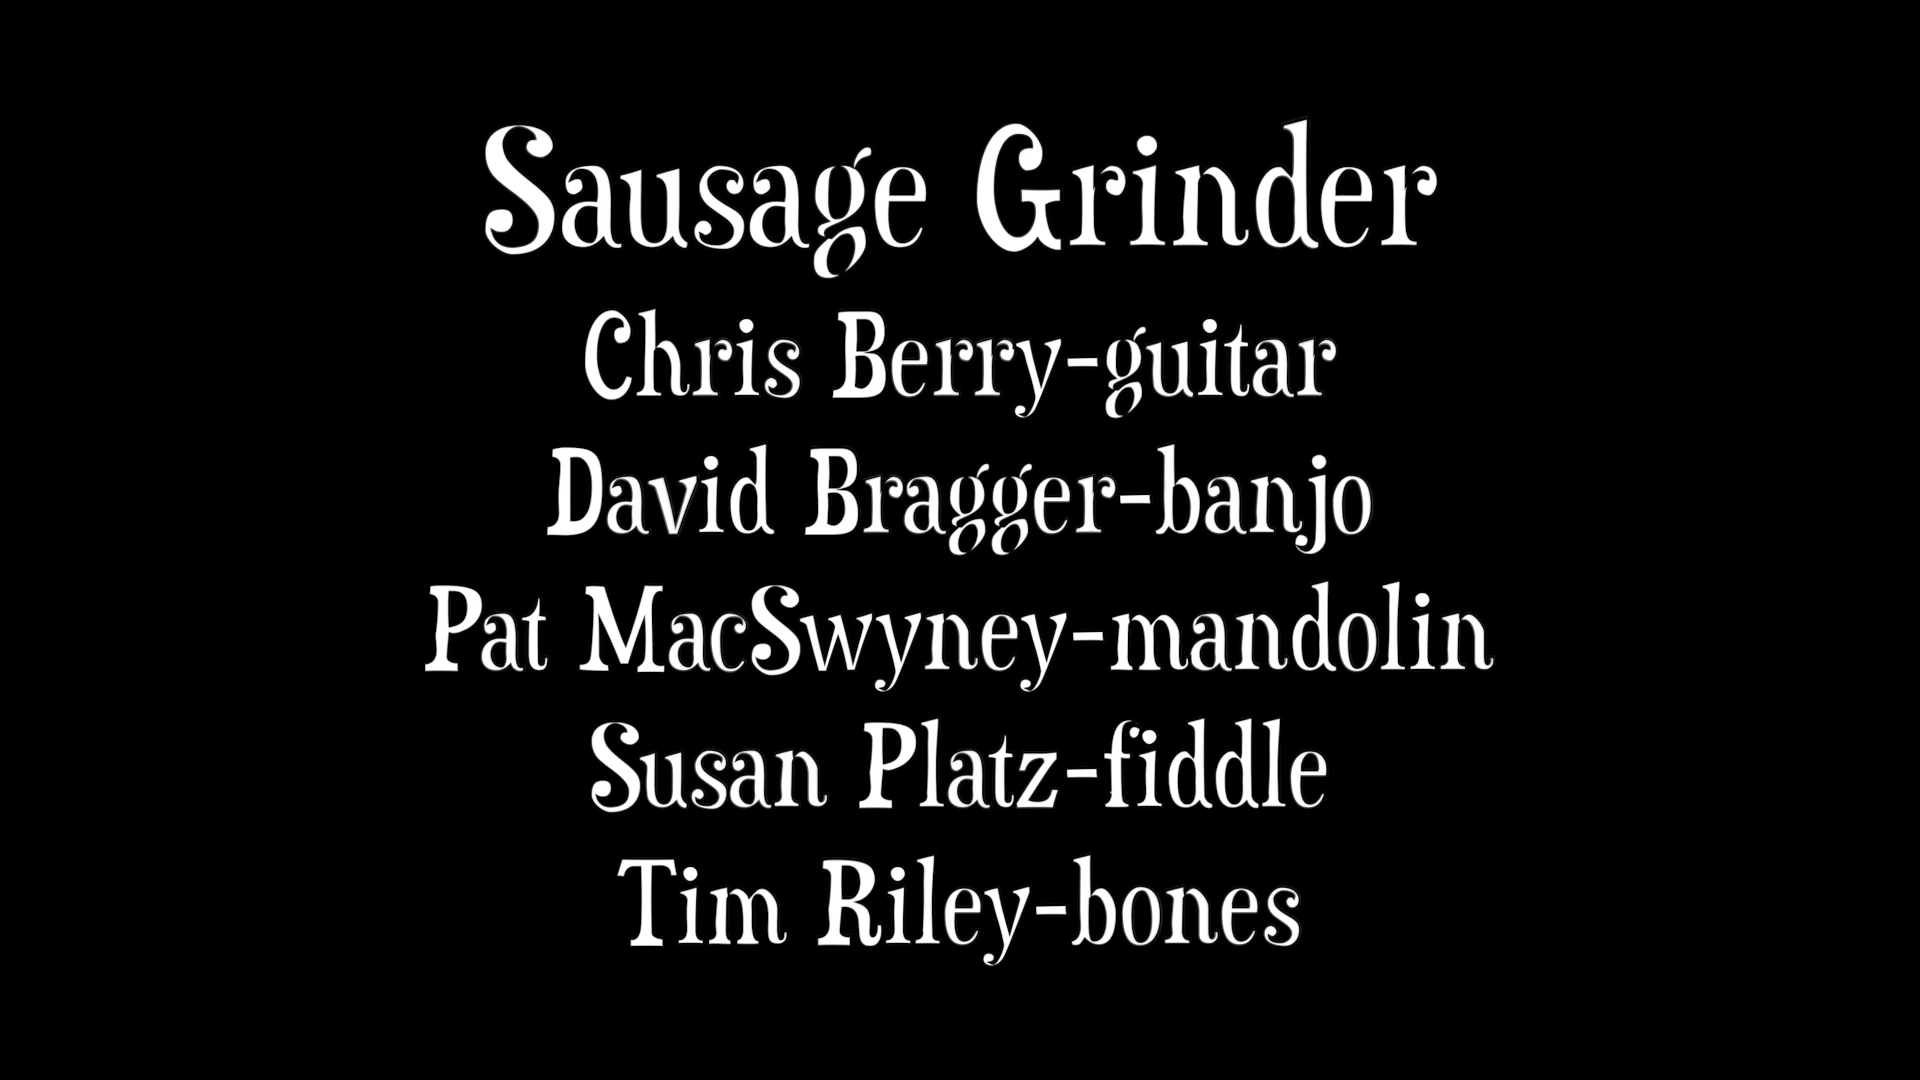 Sausage Grinder
Chris Berry-guitar
David Bragger-banjo
Pat MacSwyney-mandolin
Susan Platz-fiddle
Tim Riley-bones